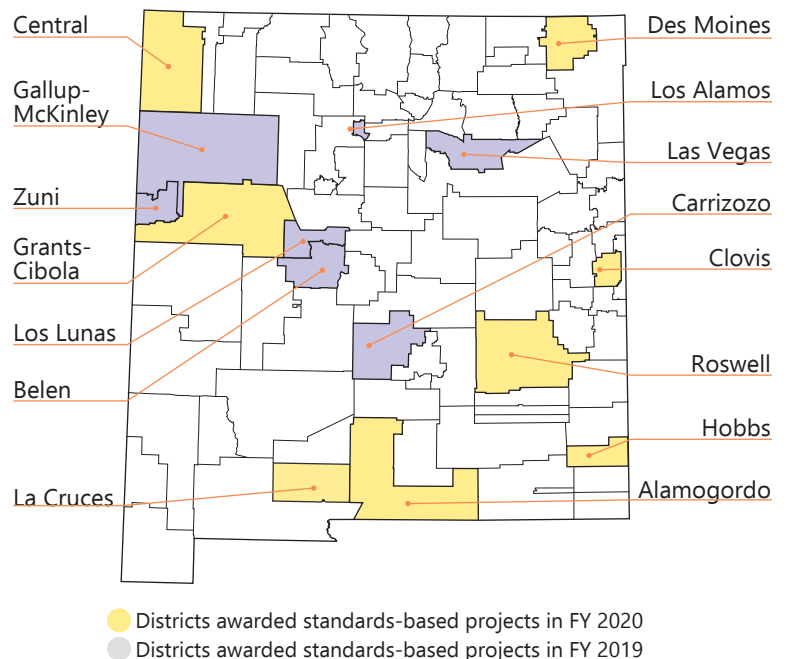 Central
Gallup-
McKinley
Zuni
Grants-
Cibola
Los Lunas
Belen
La Cruces
Des Moines
Los Alamos
Las Vegas
Carrizozo
Clovis
Roswell
Hobbs
Alamogordo
Districts awarded standards-based projects in FY 2020
Districts awarded standards-based projects in FY 2019